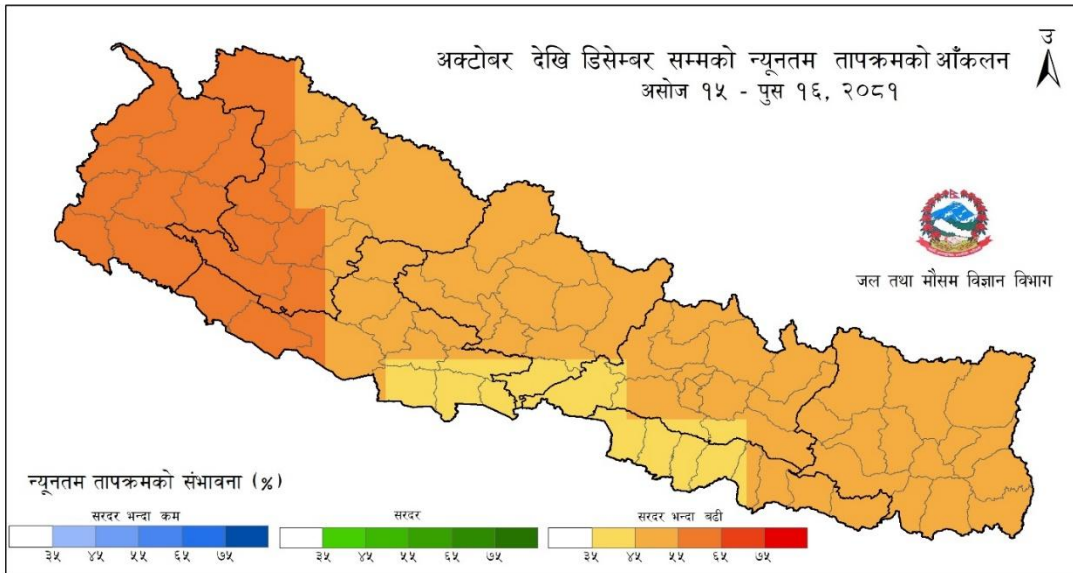 अक्टोबर देखि डिसेम्बर सम्मको न्यूनतम तापक्रमको आँकलन
असोज १५ - पुस १६, २०८१
उ
जल तथा मौसम विज्ञान विभाग
न्यूनतम तापक्रमको संभावना (%)
सरदर भन्दा कम
३५ ४५ ५५ ६५ ७५
सरदर
३५ ४५ ५५ ६५ ७५
सरदर भन्दा बढी
३५ ४५ ५५ ६५ ७५